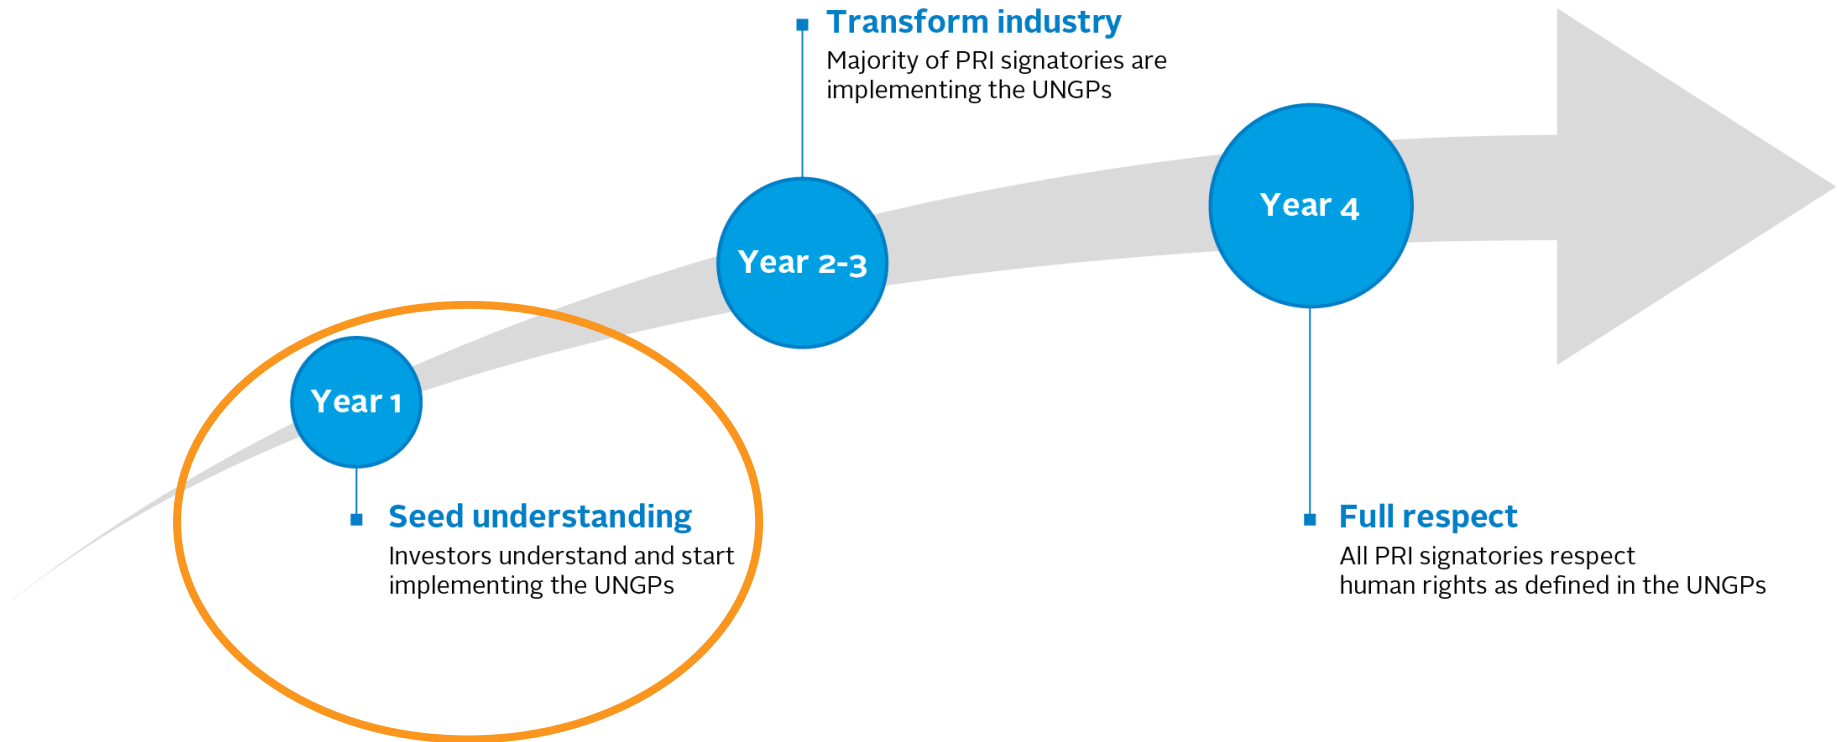 Transform industry
Majority of PRI signatories are
implementing the UNGPs
Year 1
Year 2-3
Year 4
Seed understanding
Investors understand and start
implementing the UNGPs
Full respect
All PRI signatories respect
human rights as defined in the UNGPs